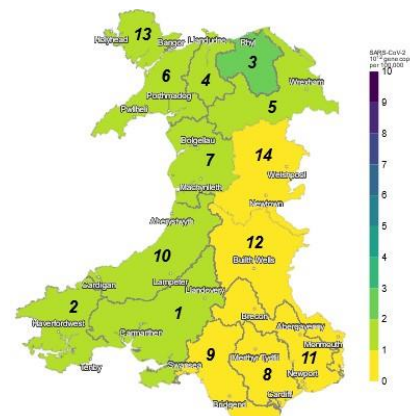 13
Holyhead
Bangor
Llandudno
Rhyl
3
6
4
Porthmadog
Wrexham
Pwllheli
5
Dolgellau
7
14
Welshpool
Machynlleth
Newtown
Aberystwyth
12
10
Builth Wells
Cardigan
Lampeter
Llandovery
2
1
Haverfordwest
Brecon
Carmarthen
Abergavenny
Monmouth
9
Merthyr Tydfil
11
Tenby
Swansea
8
Newport
Bridgend
Cardiff
SARS-CoV-2
10¹² gene cop
per 100,000
10
9
8
7
6
5
4
3
2
1
0